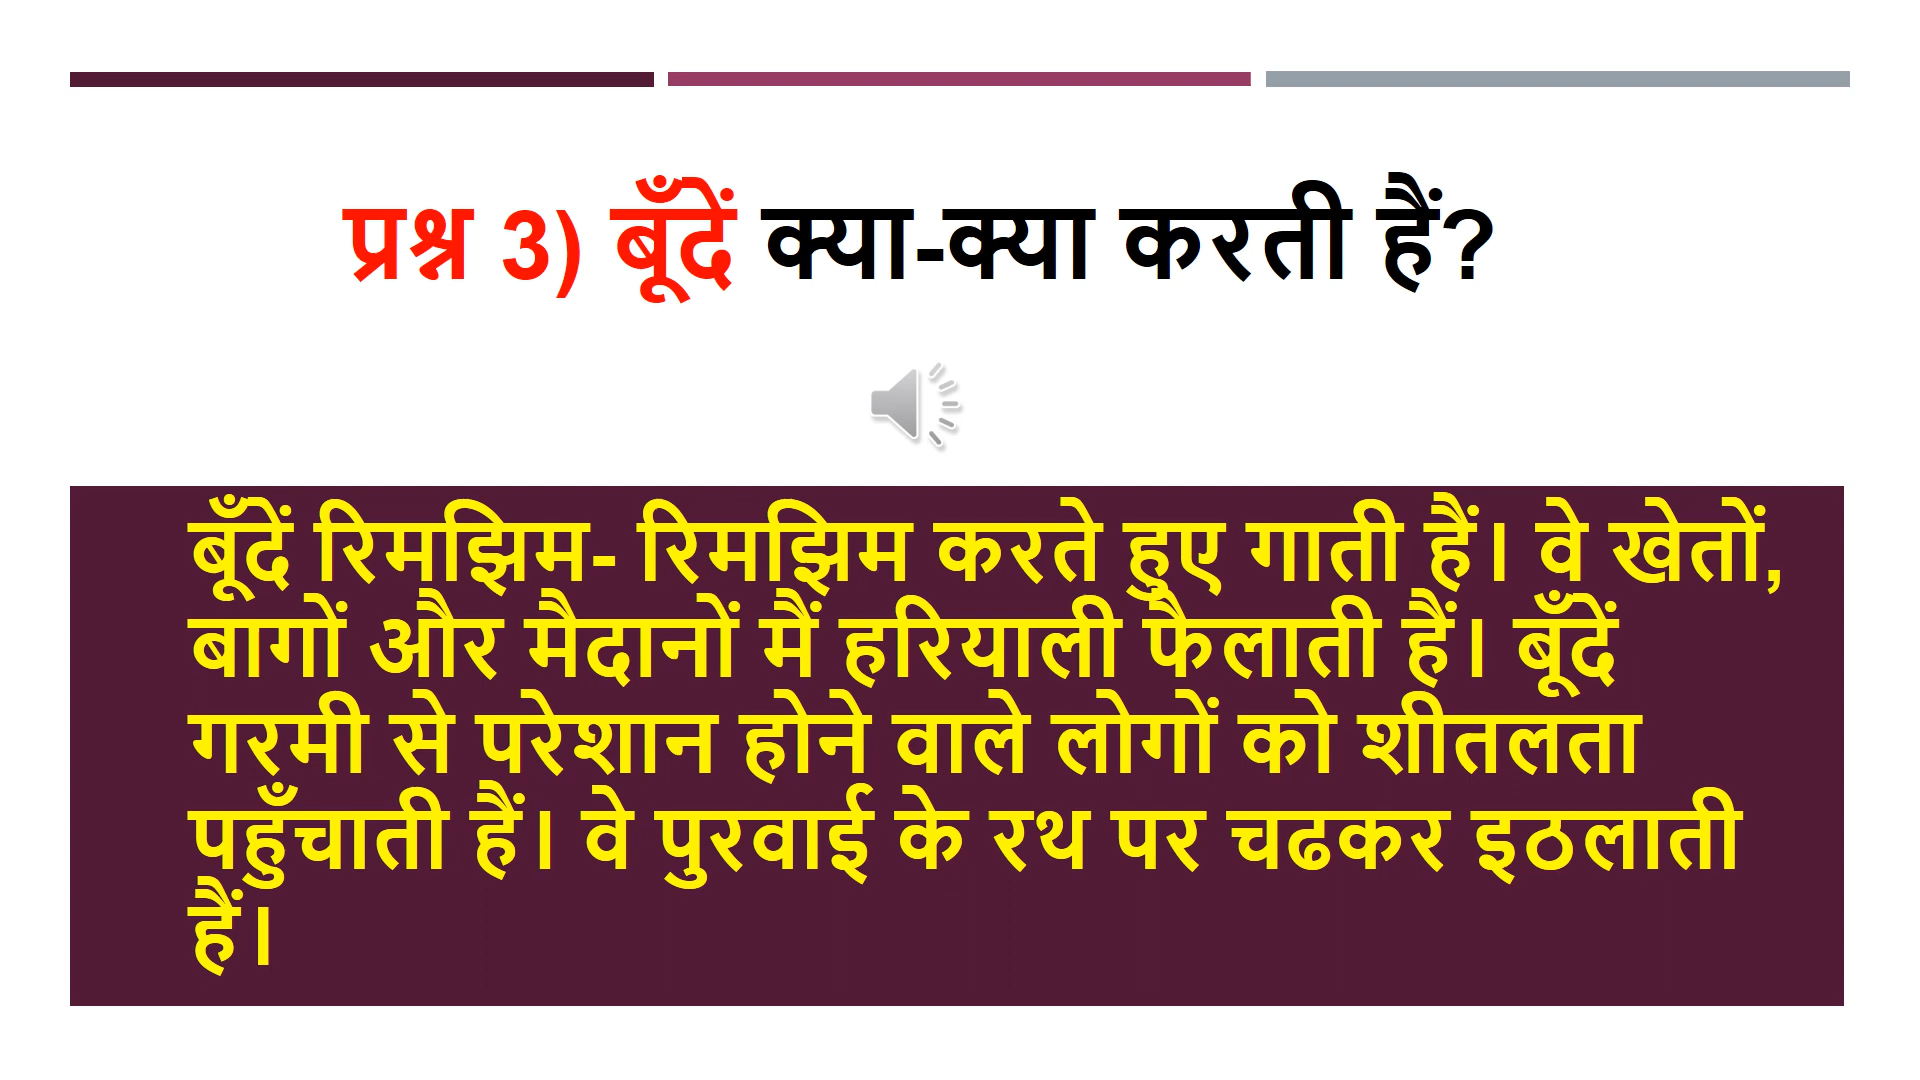 प्रश्न 3) बूँदें क्या-क्या करती हैं?
बूँदें रिमझिम- रिमझिम करते हुए गाती हैं। वे खेतों,
बागों और मैदानों में हरियाली फैलाती हैं। बूँदें
गरमी से परेशान होने वाले लोगों को शीतलता
पहुँचाती हैं। वे पुरवाई के रथ पर चढकर इठलाती
हैं।